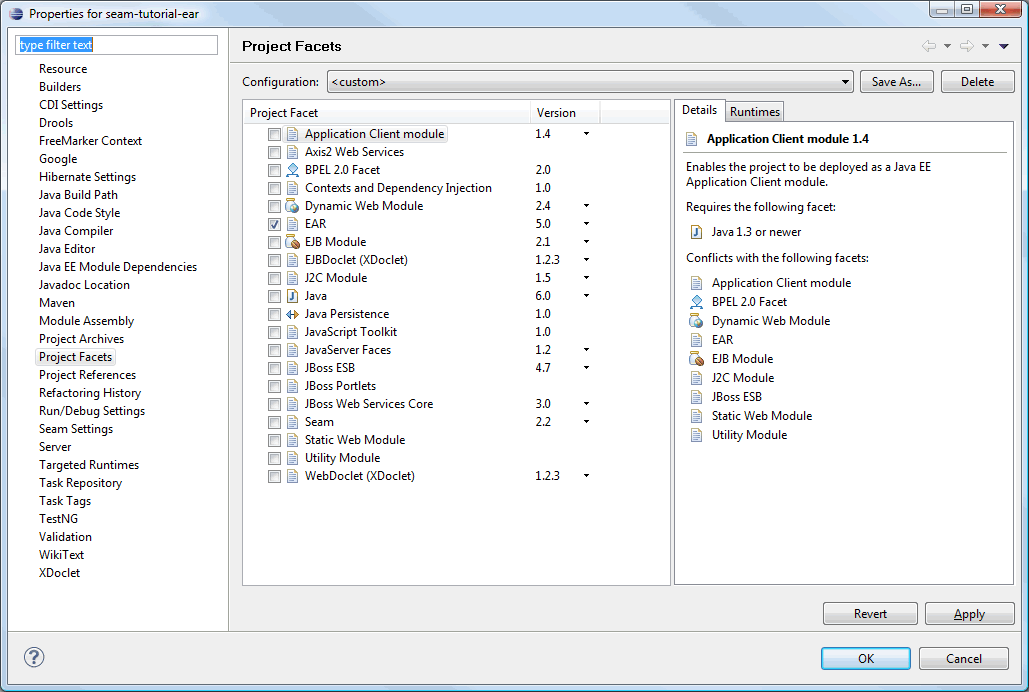 Properties for seam-tutorial-ear
type filter text
Resource
Builders
CDI Settings
Drools
FreeMarker Context
Google
Hibernate Settings
Java Build Path
Java Code Style
Java Compiler
Java Editor
Java EE Module Dependencies
Javadoc Location
Maven
Module Assembly
Project Archives
Project Facets
Project References
Refactoring History
Run/Debug Settings
Seam Settings
Server
Targeted Runtimes
Task Repository
Task Tags
TestNG
Validation
WikiText
XDoclet
Project Facets
Configuration: <custom> Save As... Delete
Project Facet Version
Application Client module 1.4
Axis2 Web Services
BPEL 2.0 Facet 2.0
Contexts and Dependency Injection 1.0
Dynamic Web Module 2.4
EAR 5.0
EJB Module 2.1
EJBDoclet (XDoclet) 1.2.3
J2C Module 1.5
Java 6.0
Java Persistence 1.0
JavaScript Toolkit 1.0
JavaServer Faces 1.2
JBoss ESB 4.7
JBoss Portlets
JBoss Web Services Core 3.0
Seam 2.2
Static Web Module
Utility Module
WebDoclet (XDoclet) 1.2.3
Details Runtimes
Application Client module 1.4
Enables the project to be deployed as a Java EE
Application Client module.
Requires the following facet:
Java 1.3 or newer
Conflicts with the following facets:
Application Client module
BPEL 2.0 Facet
Dynamic Web Module
EAR
EJB Module
J2C Module
JBoss ESB
Static Web Module
Utility Module
Revert Apply
OK Cancel